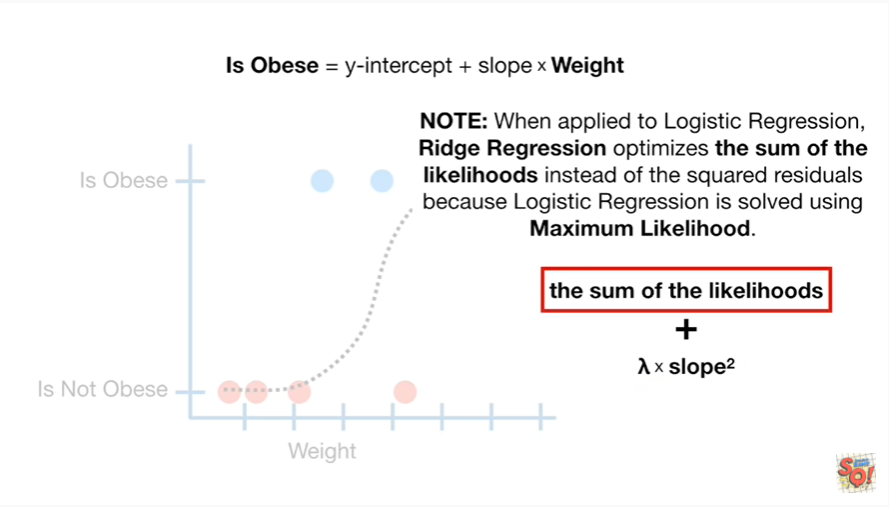 Is Obese = y-intercept + slope x Weight
NOTE: When applied to Logistic Regression,
Ridge Regression optimizes the sum of the
likelihoods instead of the squared residuals
because Logistic Regression is solved using
Maximum Likelihood.
the sum of the likelihoods
+
λ x slope²
Is Obese
Is Not Obese
Weight
SQ!